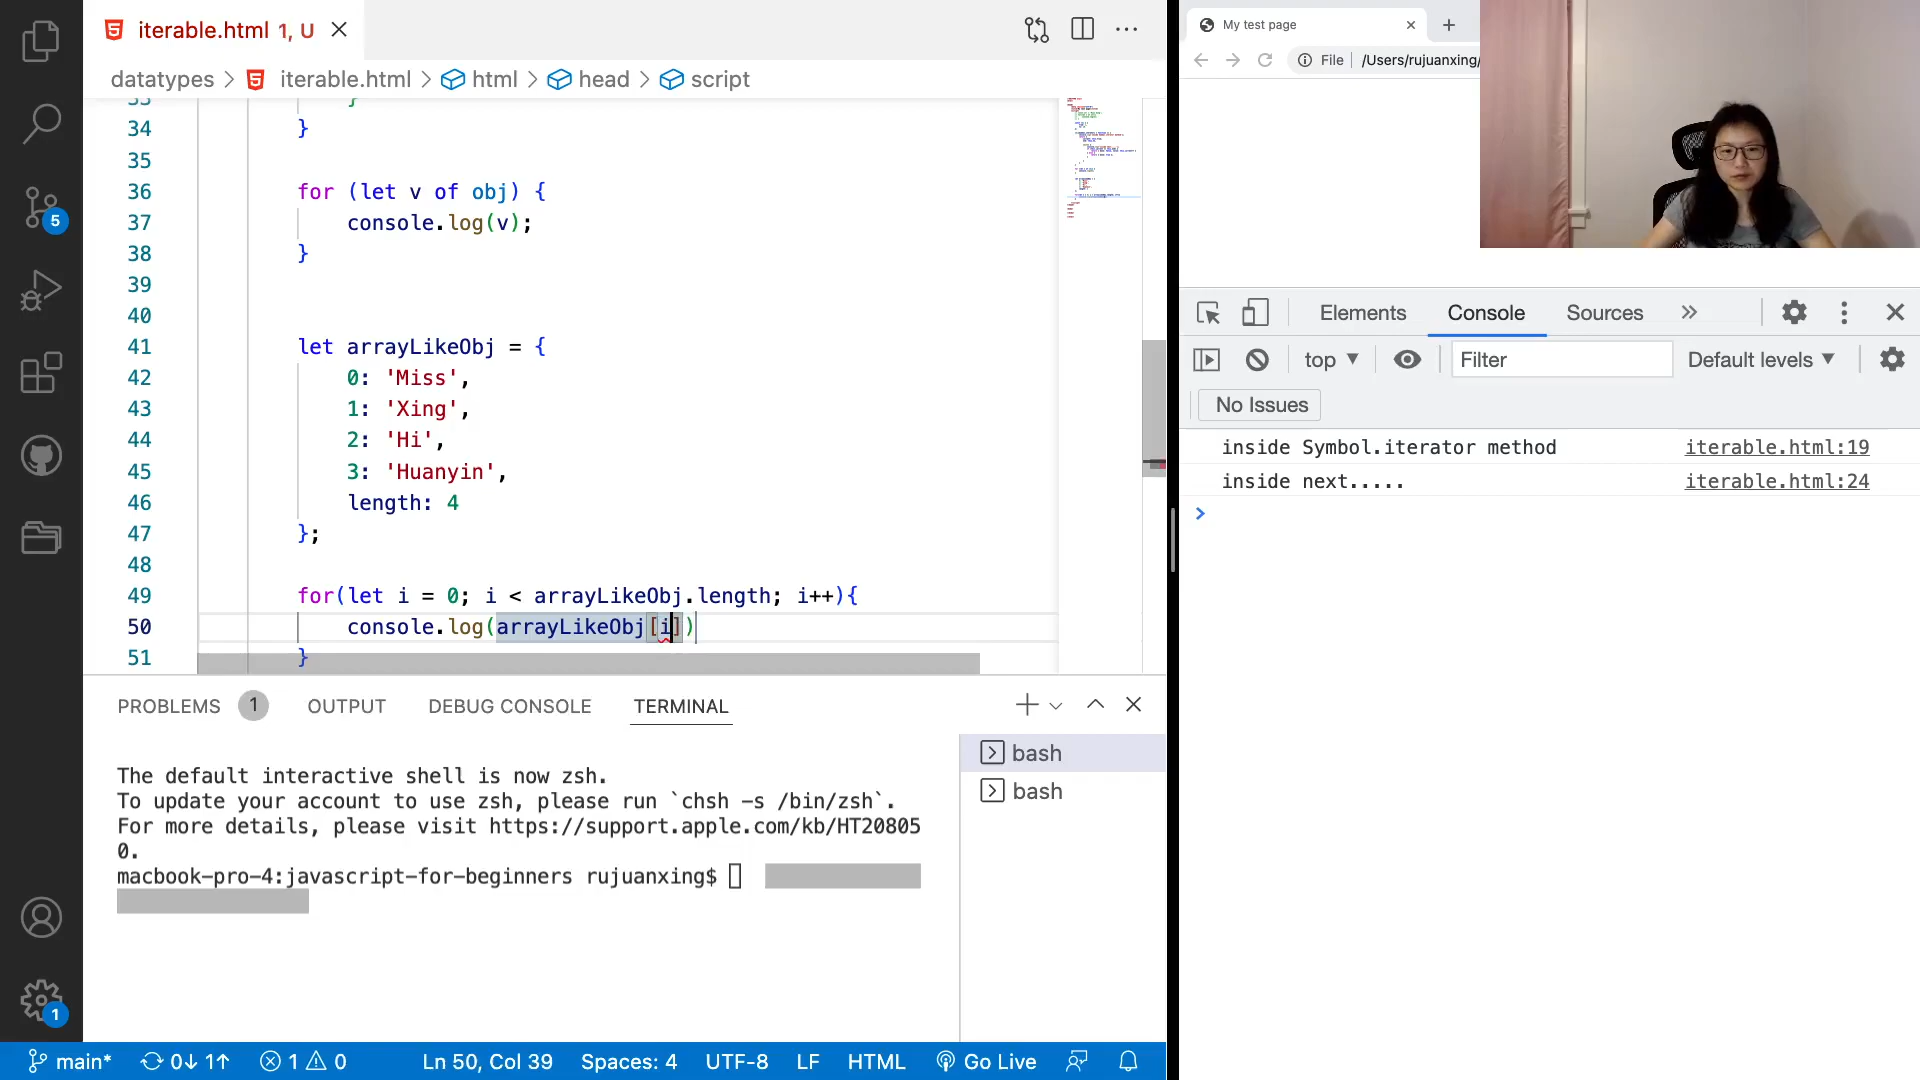 iterable.html 1, U
datatypes > iterable.html > html > head > script
33 }
34 }
35
36 for (let v of obj) {
37 console.log(v);
38 }
39
40
41 let arrayLikeObj = {
42 0: 'Miss',
43 1: 'Xing',
44 2: 'Hi',
45 3: 'Huanyin',
46 length: 4
47 };
48
49 for(let i = 0; i < arrayLikeObj.length; i++){
50 console.log(arrayLikeObj[i])
51 }
5
1
PROBLEMS 1 OUTPUT DEBUG CONSOLE TERMINAL
The default interactive shell is now zsh.
To update your account to use zsh, please run `chsh -s /bin/zsh`.
For more details, please visit https://support.apple.com/kb/HT20805
0.
macbook-pro-4:javascript-for-beginners rujuanxing$
bash
bash
main* 0↓ 1↑ 1 0 Ln 50, Col 39 Spaces: 4 UTF-8 LF HTML Go Live
My test page
File /Users/rujuanxing/
Elements Console Sources »
top Filter Default levels
No Issues
inside Symbol.iterator method iterable.html:19
inside next..... iterable.html:24
>